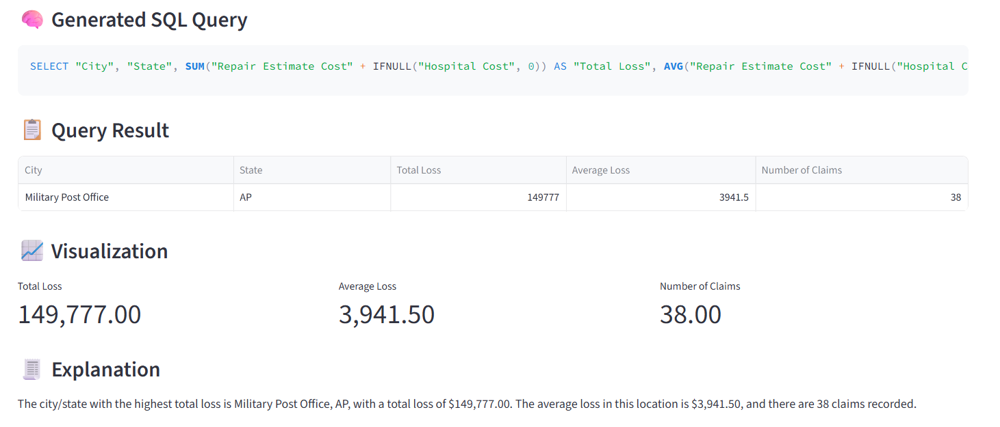 Generated SQL Query
SELECT "City", "State", SUM("Repair Estimate Cost" + IFNULL("Hospital Cost", 0)) AS "Total Loss", AVG("Repair Estimate Cost" + IFNULL("Hospital C
Query Result
City State Total Loss Average Loss Number of Claims
Military Post Office AP 149777 3941.5 38
Visualization
Total Loss Average Loss Number of Claims
149,777.00 3,941.50 38.00
Explanation
The city/state with the highest total loss is Military Post Office, AP, with a total loss of $149,777.00. The average loss in this location is $3,941.50, and there are 38 claims recorded.